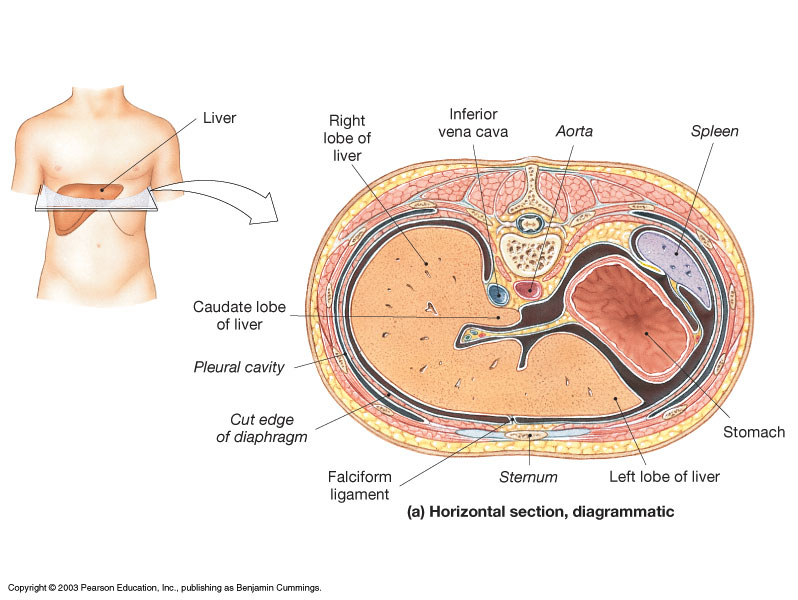 Liver
Right
lobe of
liver
Inferior
vena cava
Aorta
Spleen
Caudate lobe
of liver
Pleural cavity
Cut edge
of diaphragm
Falciform
ligament
Sternum
Left lobe of liver
Stomach
(a) Horizontal section, diagrammatic
Copyright © 2003 Pearson Education, Inc., publishing as Benjamin Cummings.